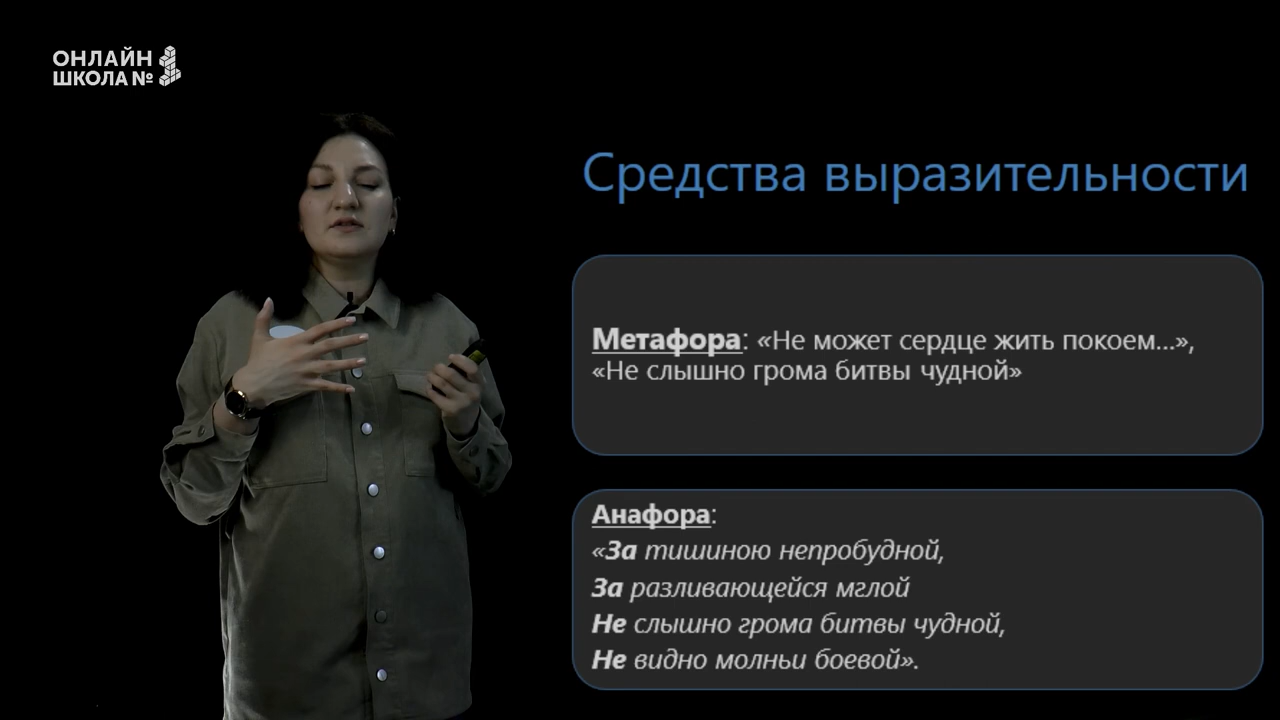 ОНЛАЙН
ШКОЛА №
Средства выразительности
Метафора: «Не может сердце жить покоем...»,
«Не слышно грома битвы чудной»
Анафора:
«За тишиною непробудной,
За разливающейся мглой
Не слышно грома битвы чудной,
Не видно молньи боевой».